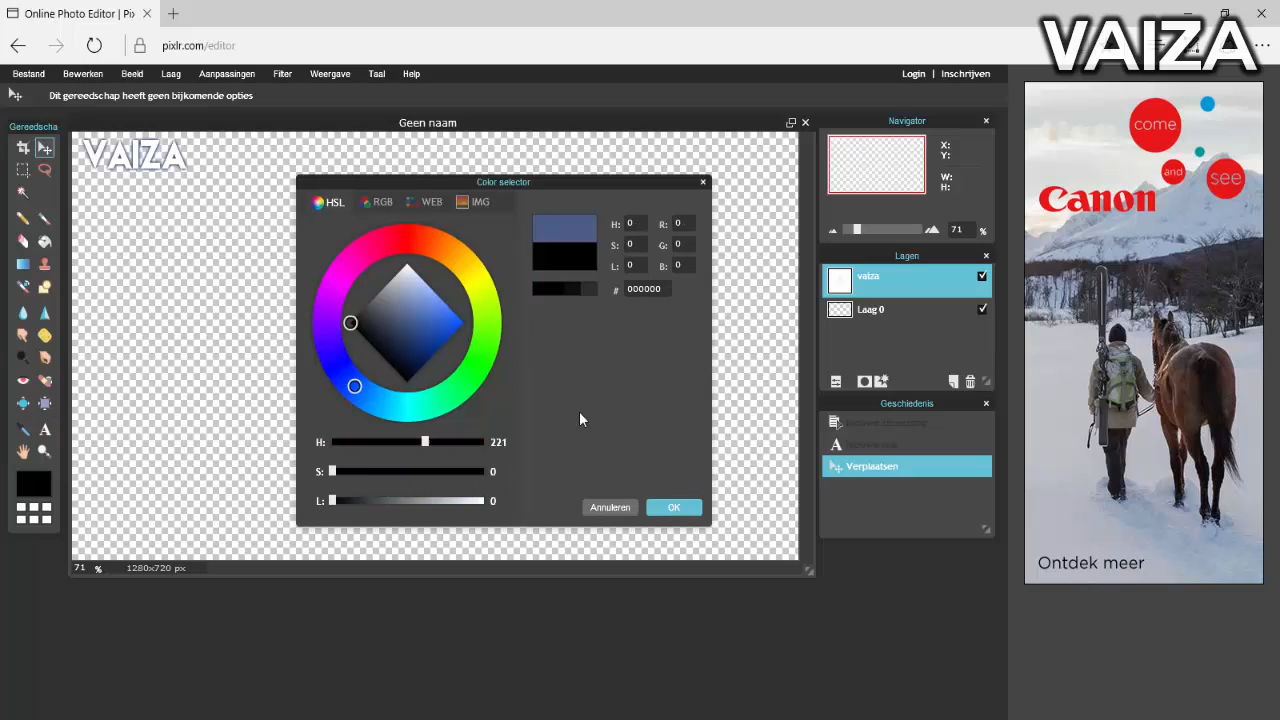 Online Photo Editor | Pix
VAIZA
pixlr.com/editor
Bestand Bewerken Beeld Laag Aanpassingen Filter Weergave Taal Help Login | Inschrijven
Dit gereedschap heeft geen bijkomende opties
Gereedscha
Geen naam
VAIZA
Color selector
HSL RGB WEB IMG
H: 0 R: 0
S: 0 G: 0
L: 0 B: 0
# 000000
H: 221
S: 0
L: 0
Annuleren OK
71 % 1280x720 px
Navigator
X:
Y:
W:
H:
71 %
Lagen
vaiza
Laag 0
Geschiedenis
Verplaatsen
come
and
see
Canon
Ontdek meer